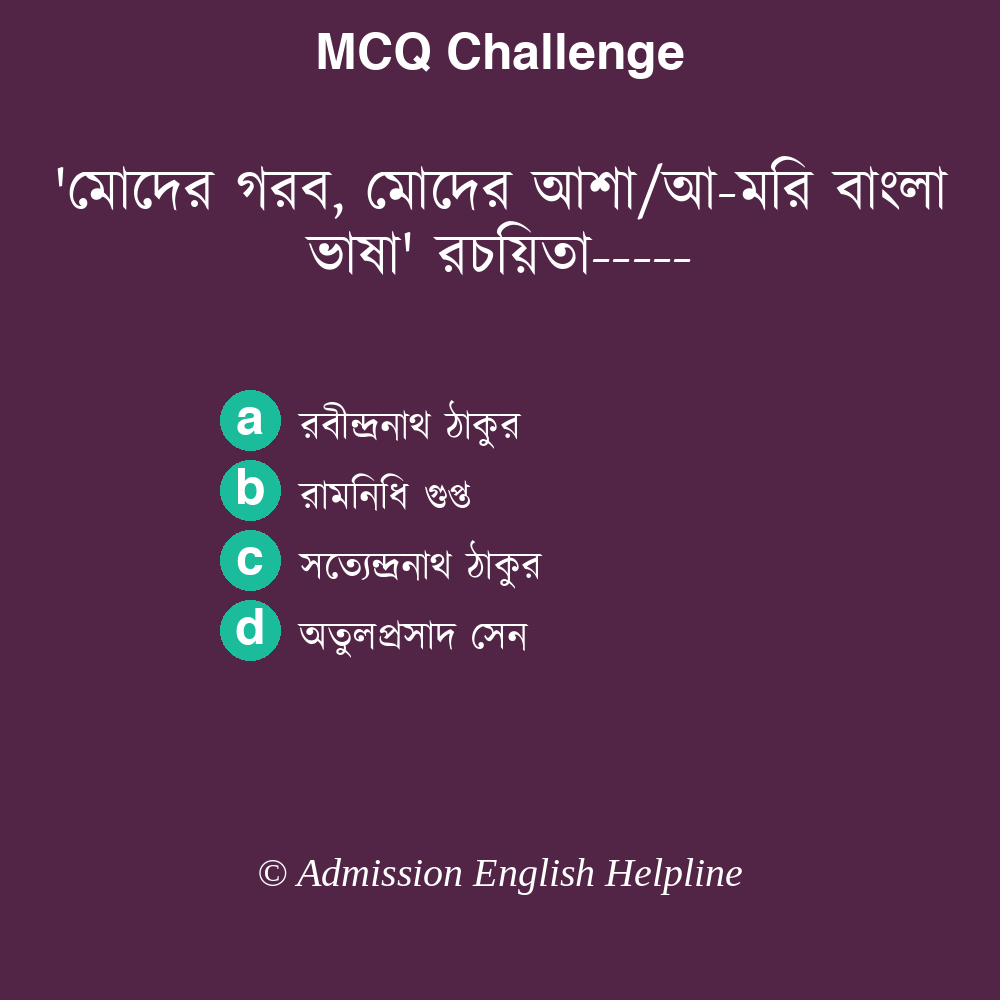 MCQ Challenge
'মোদের গরব, মোদের আশা/আ-মরি বাংলা
ভাষা' রচয়িতা-----
a রবীন্দ্রনাথ ঠাকুর
b রামনিধি গুপ্ত
c সত্যেন্দ্রনাথ ঠাকুর
d অতুলপ্রসাদ সেন
© Admission English Helpline